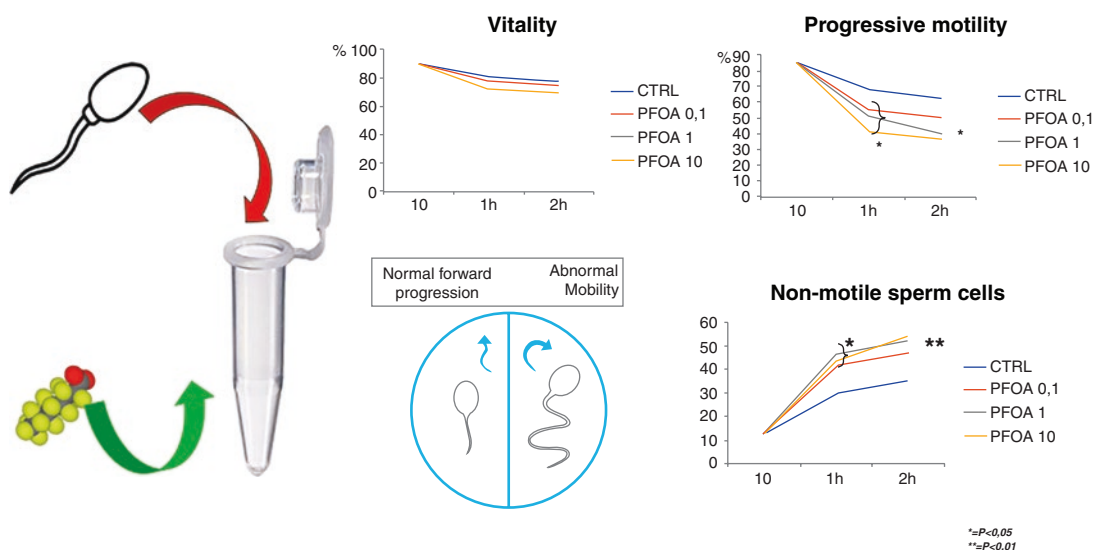 Vitality
% 100
80
60
40
20
0
10 1h 2h
CTRL
PFOA 0,1
PFOA 1
PFOA 10
Progressive motility
%90
80
70
60
50
40
30
20
10
0
10 1h 2h
*
*
CTRL
PFOA 0,1
PFOA 1
PFOA 10
Normal forward
progression
Abnormal
Mobility
Non-motile sperm cells
60
50
40
30
20
10
0
10 1h 2h
*
**
CTRL
PFOA 0,1
PFOA 1
PFOA 10
*=P<0,05
**=P<0,01